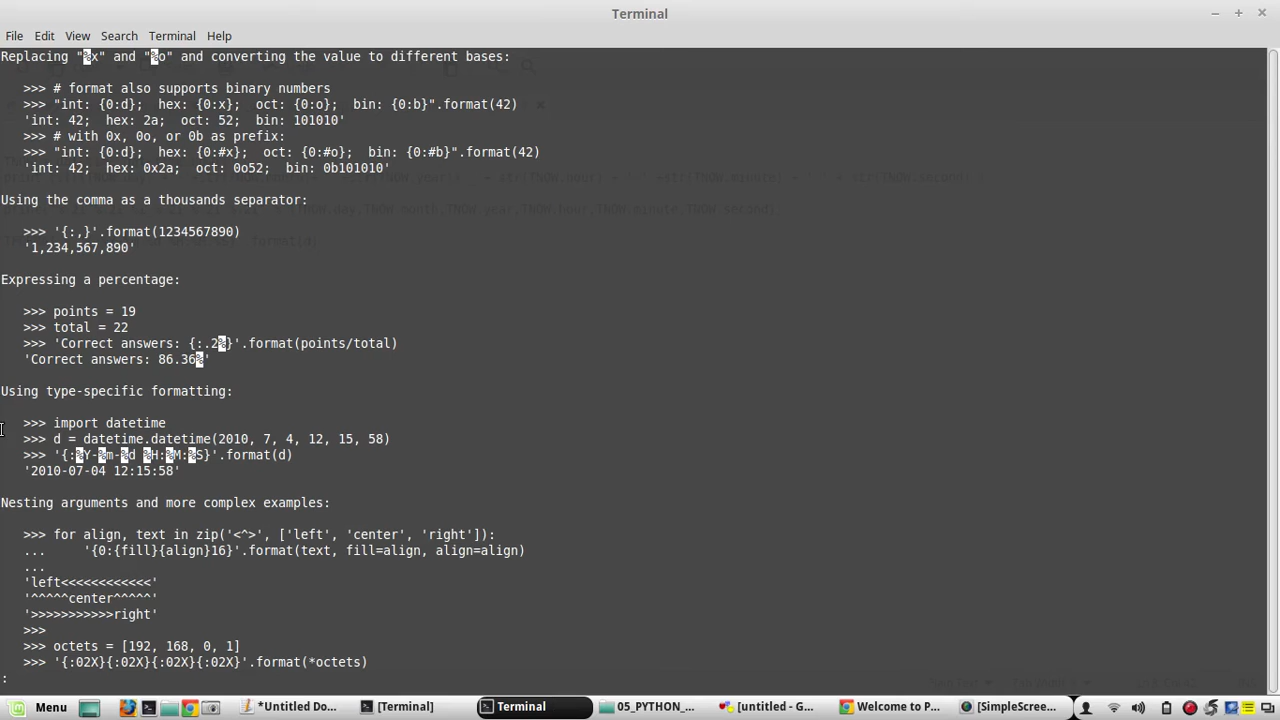 Terminal
File Edit View Search Terminal Help
Replacing "%x" and "%o" and converting the value to different bases:
>>> # format also supports binary numbers
>>> "int: {0:d};  hex: {0:x};  oct: {0:o};  bin: {0:b}".format(42)
'int: 42;  hex: 2a;  oct: 52;  bin: 101010'
>>> # with 0x, 0o, or 0b as prefix:
>>> "int: {0:d};  hex: {0:#x};  oct: {0:#o};  bin: {0:#b}".format(42)
'int: 42;  hex: 0x2a;  oct: 0o52;  bin: 0b101010'
Using the comma as a thousands separator:
>>> '{:,}'.format(1234567890)
'1,234,567,890'
Expressing a percentage:
>>> points = 19
>>> total = 22
>>> 'Correct answers: {:.2%}'.format(points/total)
'Correct answers: 86.36%'
Using type-specific formatting:
>>> import datetime
>>> d = datetime.datetime(2010, 7, 4, 12, 15, 58)
>>> '{:%Y-%m-%d %H:%M:%S}'.format(d)
'2010-07-04 12:15:58'
Nesting arguments and more complex examples:
>>> for align, text in zip('<^>', ['left', 'center', 'right']):
...     '{0:{fill}{align}16}'.format(text, fill=align, align=align)
...
'left<<<<<<<<<<<<'
'^^^^^center^^^^^'
'>>>>>>>>>>>right'
>>>
>>> octets = [192, 168, 0, 1]
>>> '{:02X}{:02X}{:02X}{:02X}'.format(*octets)
:
Menu *Untitled Do... [Terminal] Terminal 05_PYTHON_... [untitled - G... Welcome to P... [SimpleScreen...